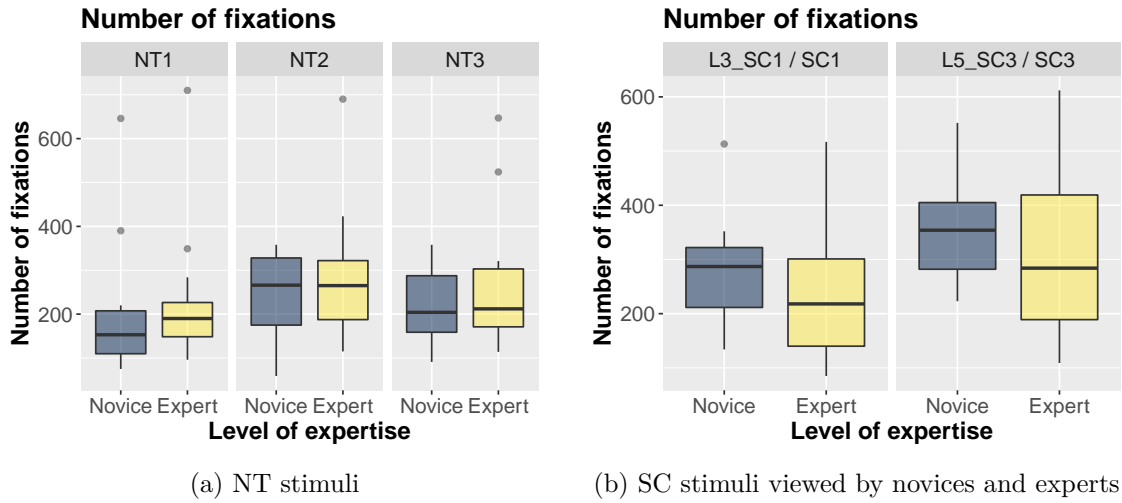 Number of fixations
NT1 NT2 NT3
Number of fixations
600
400
200
Novice Expert Novice Expert Novice Expert
Level of expertise
(a) NT stimuli
Number of fixations
L3_SC1 / SC1 L5_SC3 / SC3
Number of fixations
600
400
200
Novice Expert Novice Expert
Level of expertise
(b) SC stimuli viewed by novices and experts